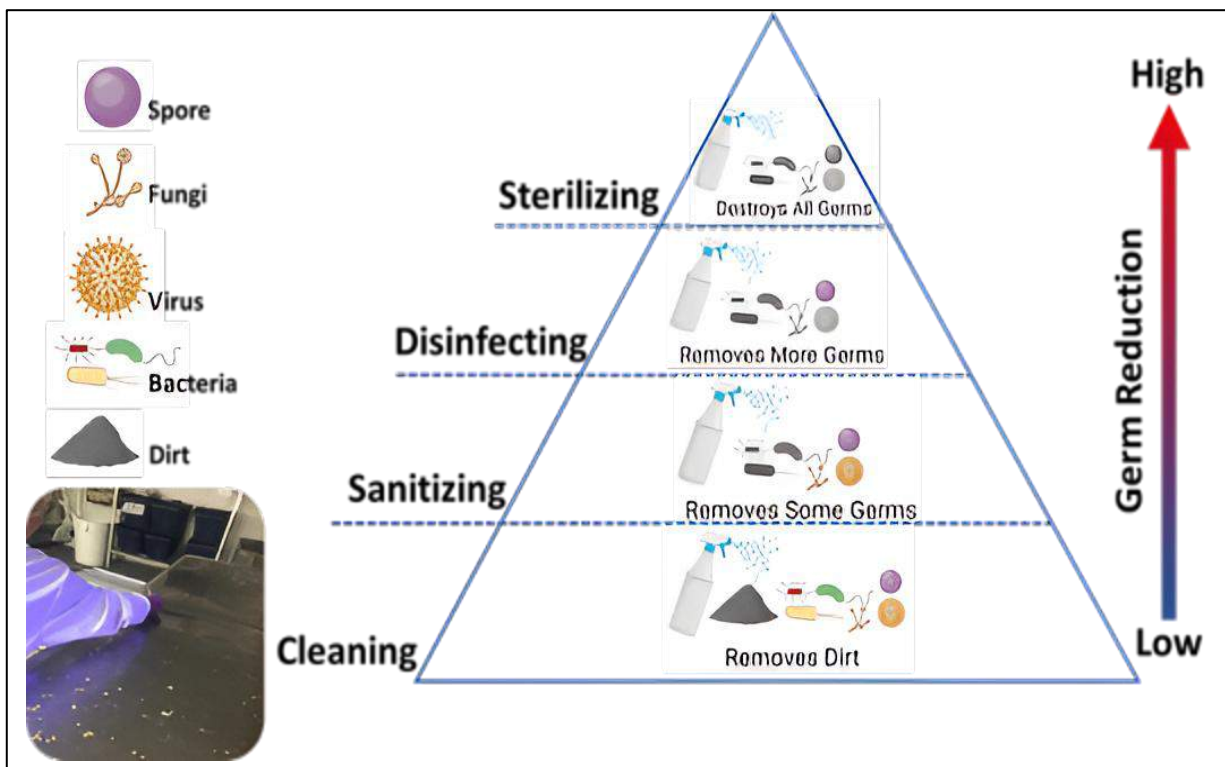 Spore
Fungi
Virus
Bacteria
Dirt
Sterilizing
Destroys All Germs
Disinfecting
Removes More Germs
Sanitizing
Removes Some Germs
Cleaning
Removes Dirt
High
Germ Reduction
Low